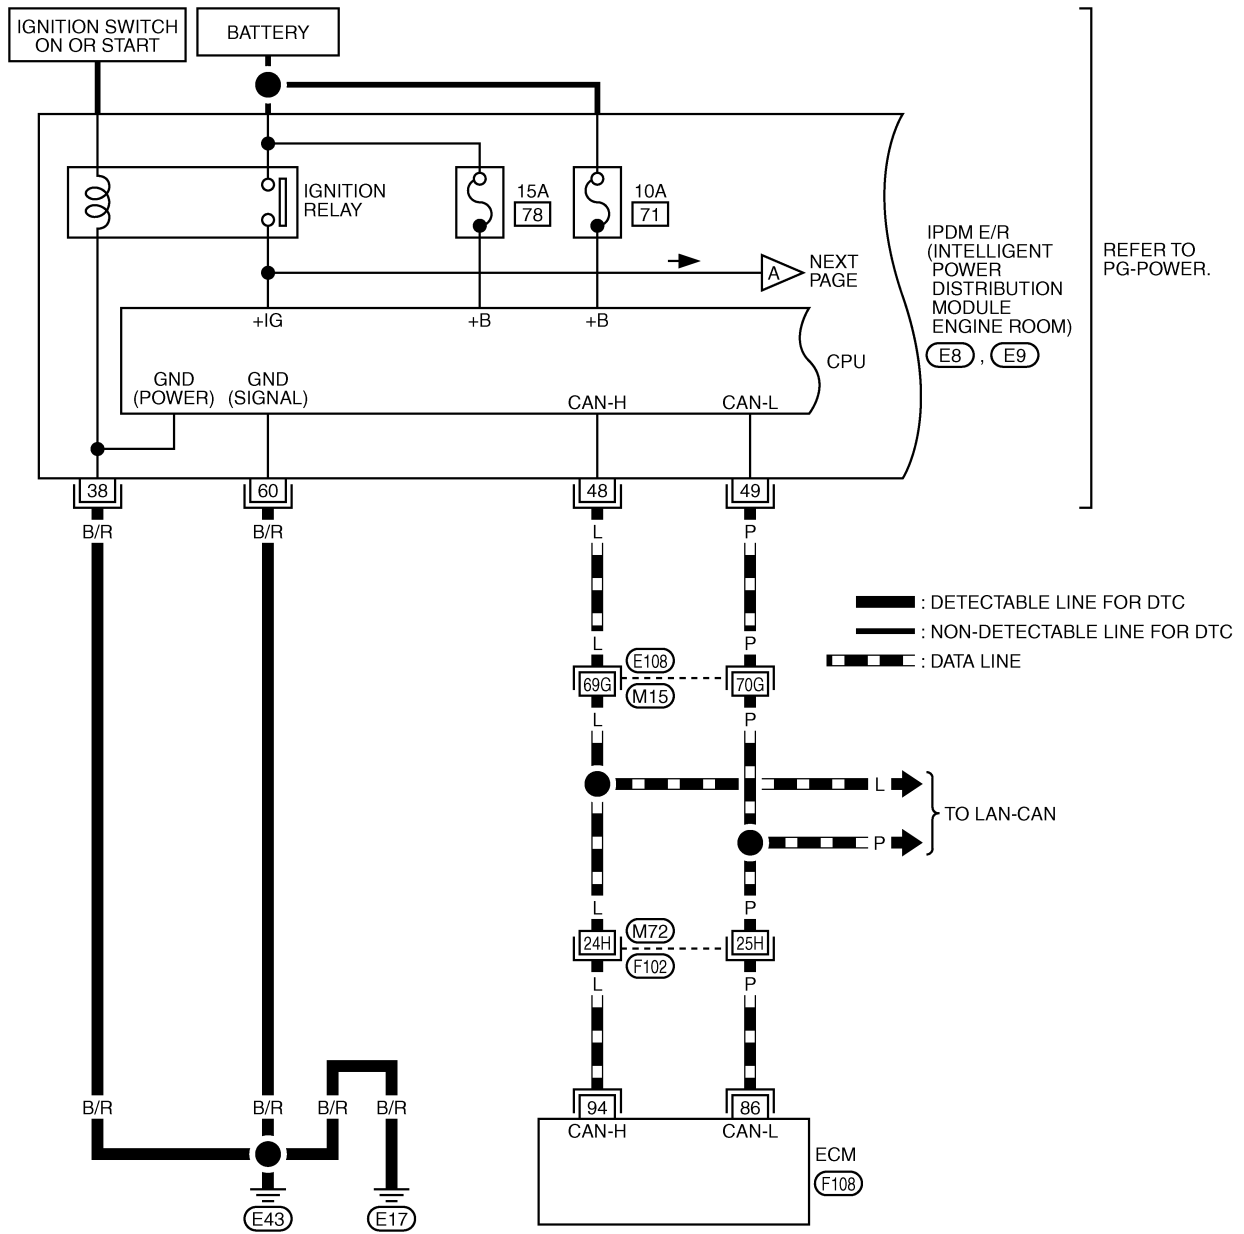 IGNITION SWITCH
ON OR START
BATTERY
IGNITION
RELAY
15A
78
10A
71
A
NEXT
PAGE
IPDM E/R
(INTELLIGENT
POWER
DISTRIBUTION
MODULE
ENGINE ROOM)
E8 , E9
REFER TO
PG-POWER.
+IG
+B
+B
CPU
GND
(POWER)
GND
(SIGNAL)
CAN-H
CAN-L
38
60
48
49
B/R
B/R
L
P
: DETECTABLE LINE FOR DTC
: NON-DETECTABLE LINE FOR DTC
: DATA LINE
L
P
E108
69G
70G
M15
L
P
L
TO LAN-CAN
P
L
P
M72
24H
25H
F102
L
P
B/R
B/R
B/R
B/R
94
86
CAN-H
CAN-L
ECM
F108
E43
E17